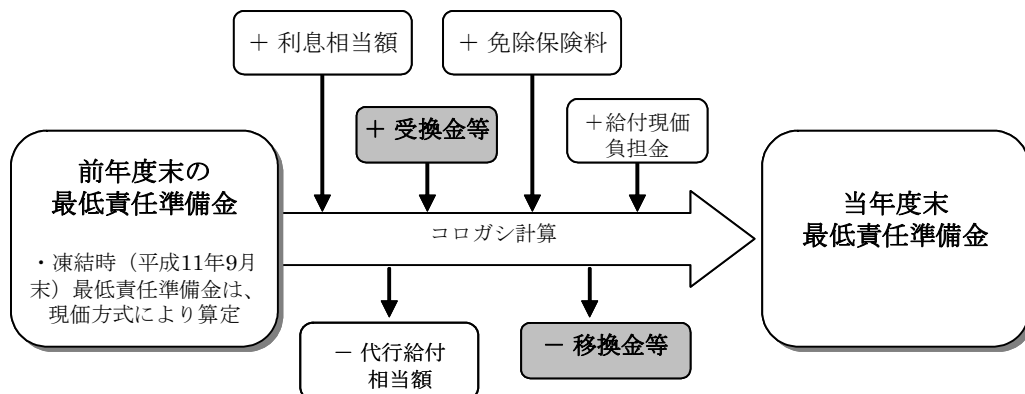 ＋ 利息相当額
＋ 免除保険料
＋ 受換金等
＋給付現価
負担金
前年度末の
最低責任準備金
・凍結時（平成11年9月
末）最低責任準備金は、
現価方式により算定
コロガシ計算
当年度末
最低責任準備金
－ 代行給付
相当額
－ 移換金等